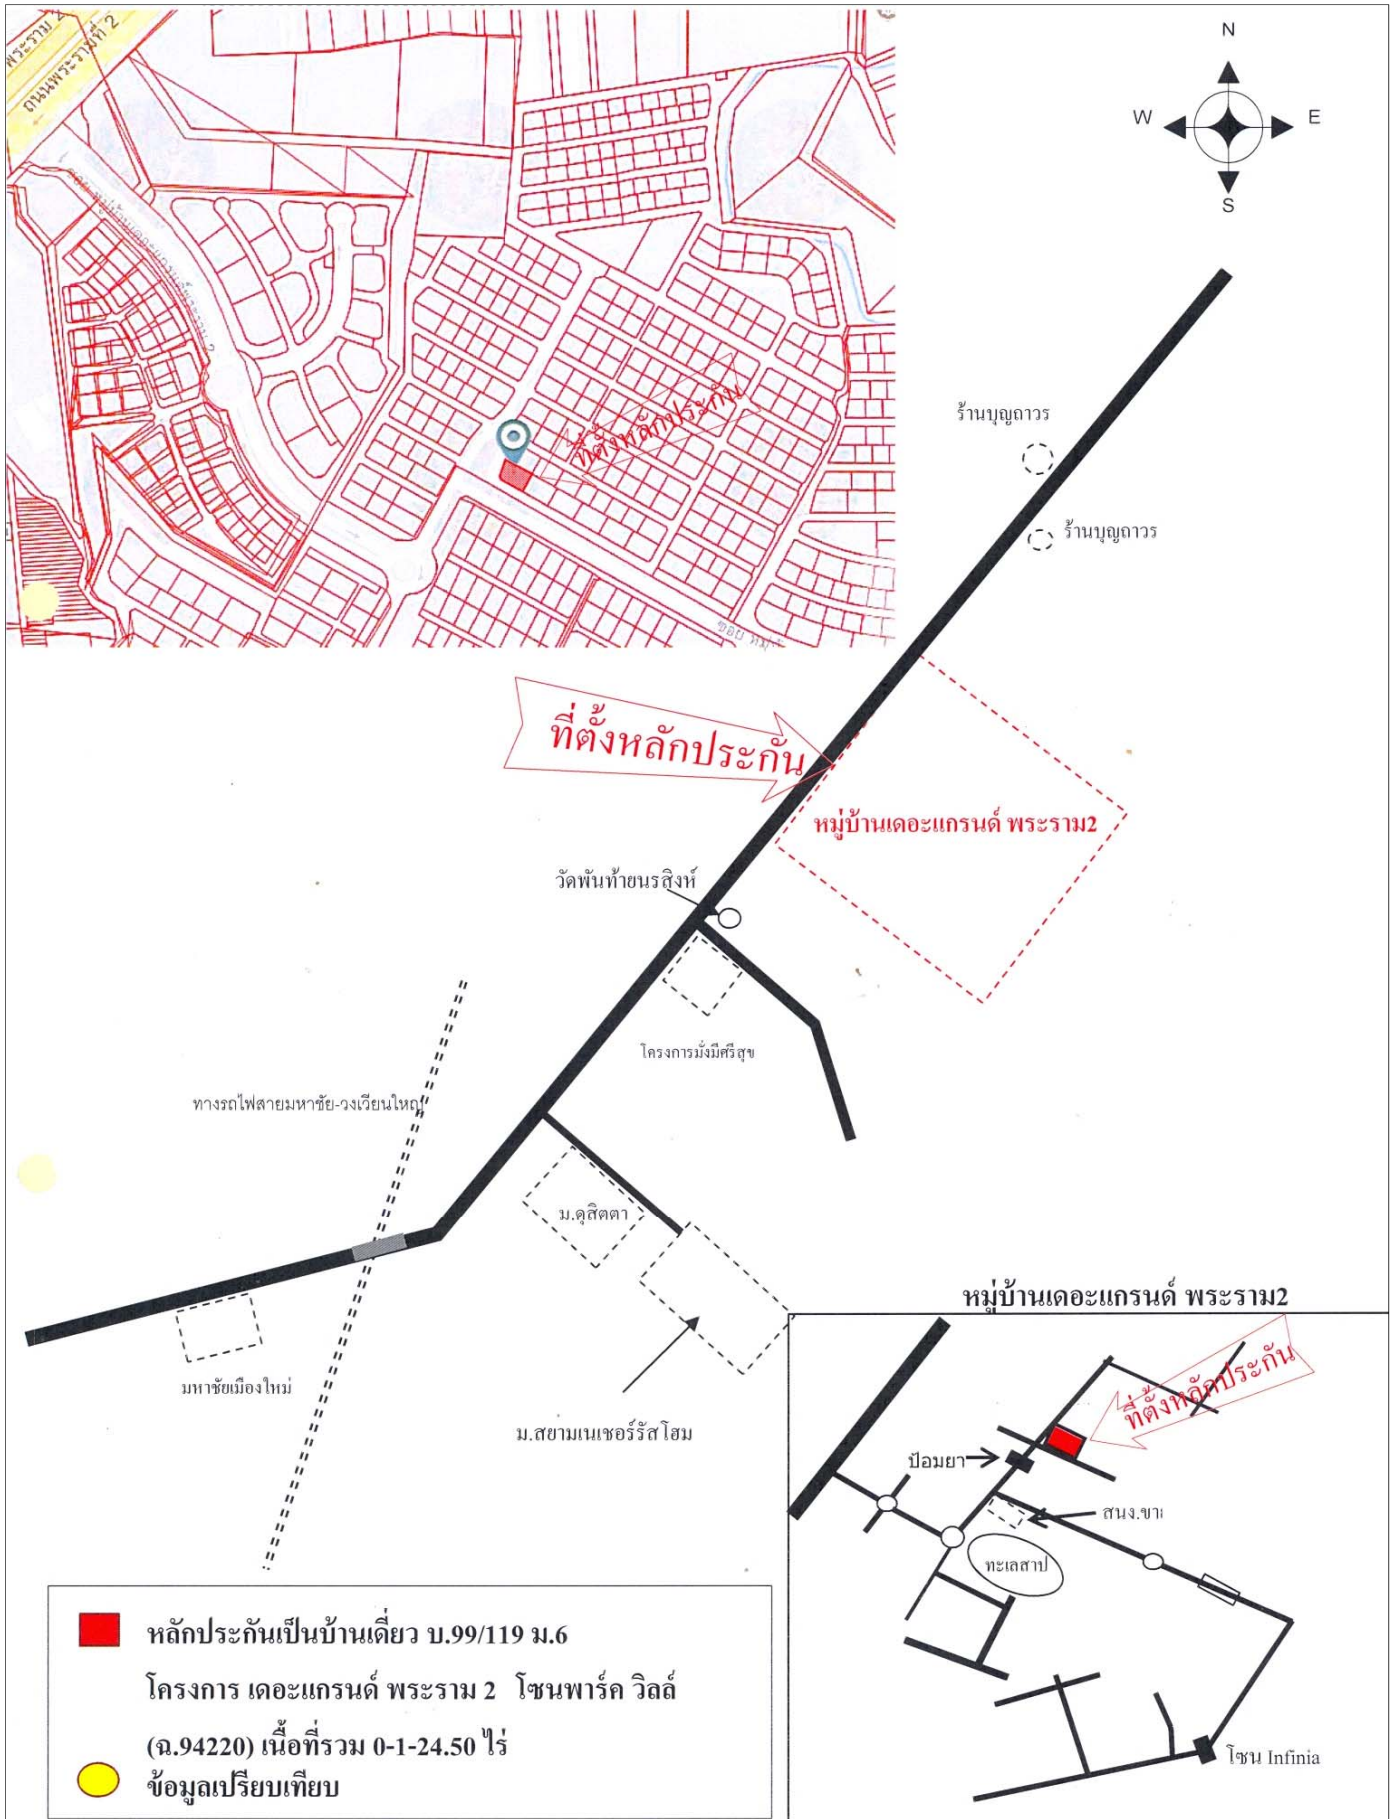 พระราม 2
ถนนพระรามที่ 2
N
W
E
S
ที่ตั้งหลักประกัน
ซอย หมู่
ร้านบุญถาวร
ร้านบุญถาวร
ที่ตั้งหลักประกัน
หมู่บ้านเดอะแกรนด์ พระราม2
วัดพันท้ายนรสิงห์
โครงการมั่งมีศรีสุข
ทางรถไฟสายมหาชัย-วงเวียนใหญ่
ม.ดุสิตตา
มหาชัยเมืองใหม่
ม.สยามเนเชอร์รัสโฮม
หมู่บ้านเดอะแกรนด์ พระราม2
ที่ตั้งหลักประกัน
ป้อมยา
สนง.ขา
ทะเลสาป
โซน Infinia
หลักประกันเป็นบ้านเดี่ยว บ.99/119 ม.6
โครงการ เดอะแกรนด์ พระราม 2 โซนพาร์ค วิลล์
(ฉ.94220) เนื้อที่รวม 0-1-24.50 ไร่
ข้อมูลเปรียบเทียบ